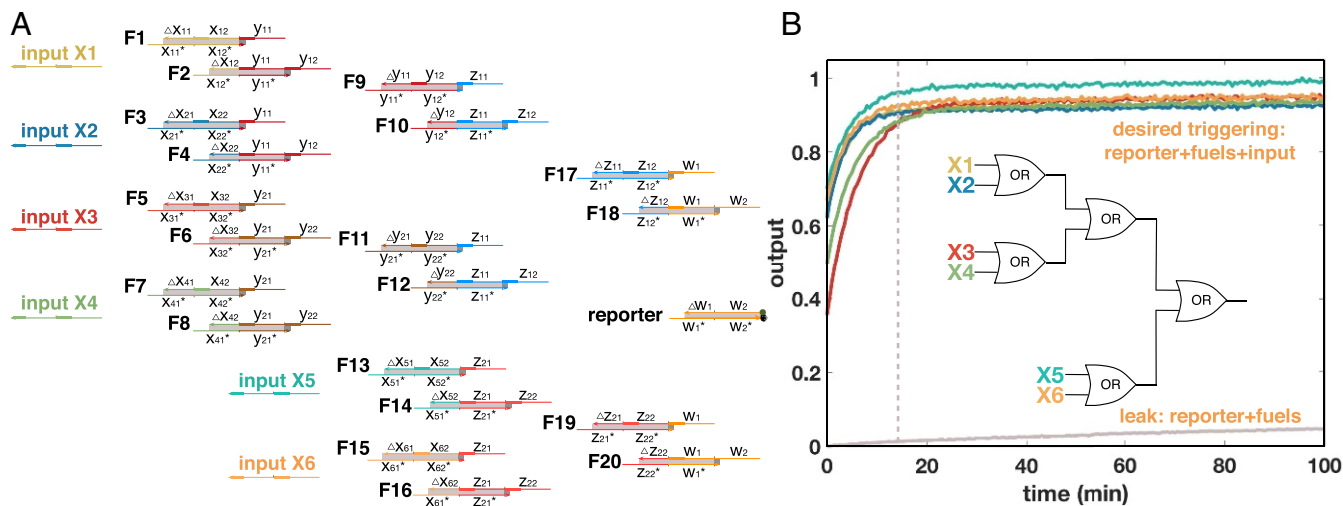 A
input X1
F1
△X11 X12 y11
X11* X12*
F2
△X12 y11 y12
X12* y11*
input X2
F3
△X21 X22 y11
X21* X22*
F4
△X22 y11 y12
X22* y11*
input X3
F5
△X31 X32 y21
X31* X32*
F6
△X32 y21 y22
X32* y21*
input X4
F7
△X41 X42 y21
X41* X42*
F8
△X42 y21 y22
X41* y21*
F9
△y11 y12 z11
y11* y12*
F10
△y12 z11 z12
y12* z11*
F11
△y21 y22 z11
y21* y22*
F12
△y22 z11 z12
y22* z11*
input X5
F13
△X51 X52 z21
X51* X52*
F14
△X52 z21 z22
X51* z21*
input X6
F15
△X61 X62 z21
X61* X62*
F16
△X62 z21 z22
X61* z21*
F17
△z11 z12 w1
z11* z12*
F18
△z12 w1 w2
z12* w1*
reporter
△w1 w2
w1* w2*
F19
△z21 z22 w1
z21* z22*
F20
△z22 w1 w2
z22* w1*
B
output
1
0.8
0.6
0.4
0.2
0
0 20 40 60 80 100
time (min)
desired triggering:
reporter+fuels+input
X1
X2
OR
X3
X4
OR
OR
OR
X5
X6
OR
leak: reporter+fuels